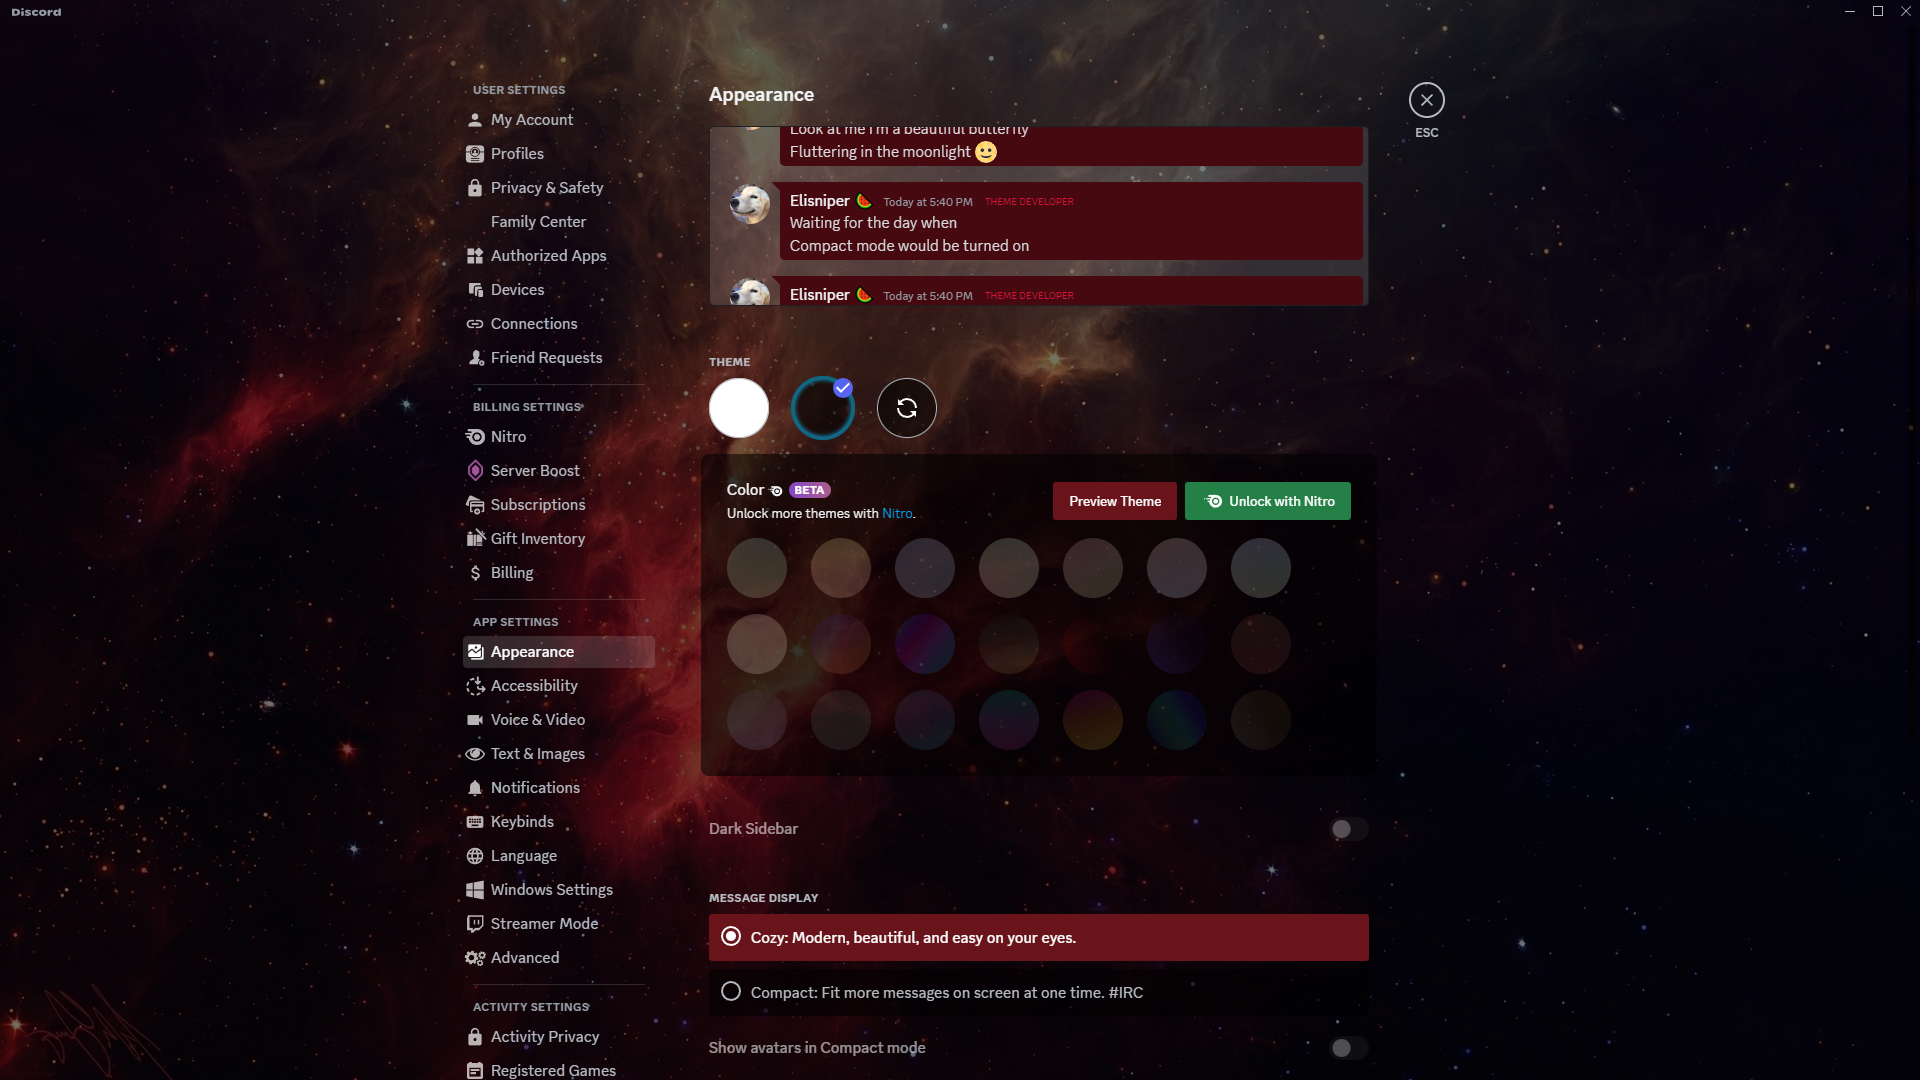 Discord
USER SETTINGS
My Account
Profiles
Privacy & Safety
Family Center
Authorized Apps
Devices
Connections
Friend Requests
BILLING SETTINGS
Nitro
Server Boost
Subscriptions
Gift Inventory
Billing
APP SETTINGS
Appearance
Accessibility
Voice & Video
Text & Images
Notifications
Keybinds
Language
Windows Settings
Streamer Mode
Advanced
ACTIVITY SETTINGS
Activity Privacy
Registered Games
Appearance
Look at me I'm a beautiful butterfly
Fluttering in the moonlight
Elisniper Today at 5:40 PM THEME DEVELOPER
Waiting for the day when
Compact mode would be turned on
Elisniper Today at 5:40 PM THEME DEVELOPER
THEME
Color BETA
Unlock more themes with Nitro.
Preview Theme
Unlock with Nitro
Dark Sidebar
MESSAGE DISPLAY
Cozy: Modern, beautiful, and easy on your eyes.
Compact: Fit more messages on screen at one time. #IRC
Show avatars in Compact mode
ESC